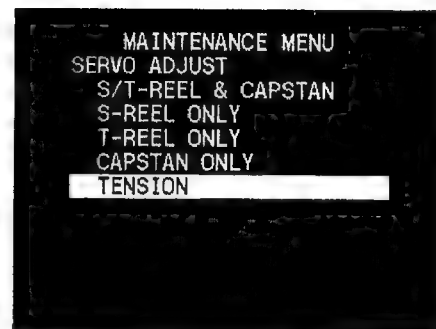 MAINTENANCE MENU
SERVO ADJUST
S/T-REEL & CAPSTAN
S-REEL ONLY
T-REEL ONLY
CAPSTAN ONLY
TENSION